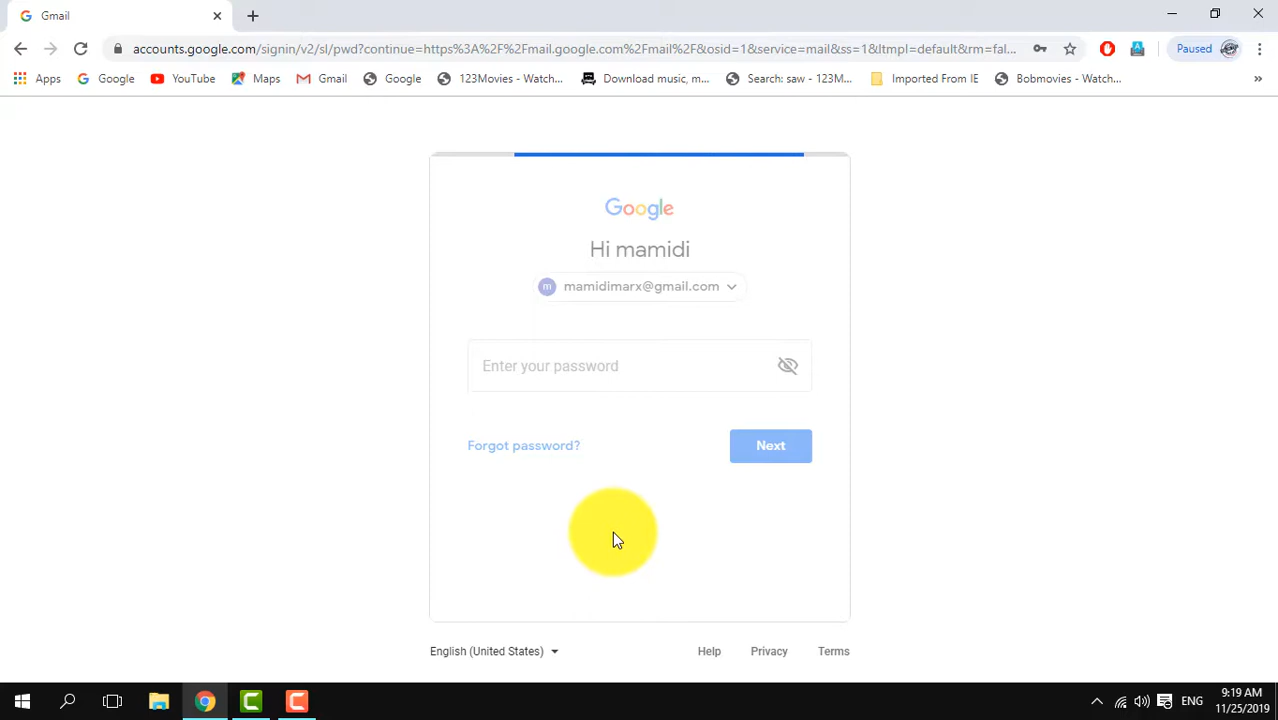 Gmail
accounts.google.com/signin/v2/sl/pwd?continue=https%3A%2F%2Fmail.google.com%2Fmail%2F&osid=1&service=mail&ss=1&ltmpl=default&rm=fal...
Paused
Apps Google YouTube Maps Gmail Google 123Movies - Watch... Download music, m... Search: saw - 123M... Imported From IE Bobmovies - Watch... »
Google
Hi mamidi
m mamidimarx@gmail.com
Enter your password
Forgot password? Next
English (United States) Help Privacy Terms
ENG 9:19 AM
11/25/2019